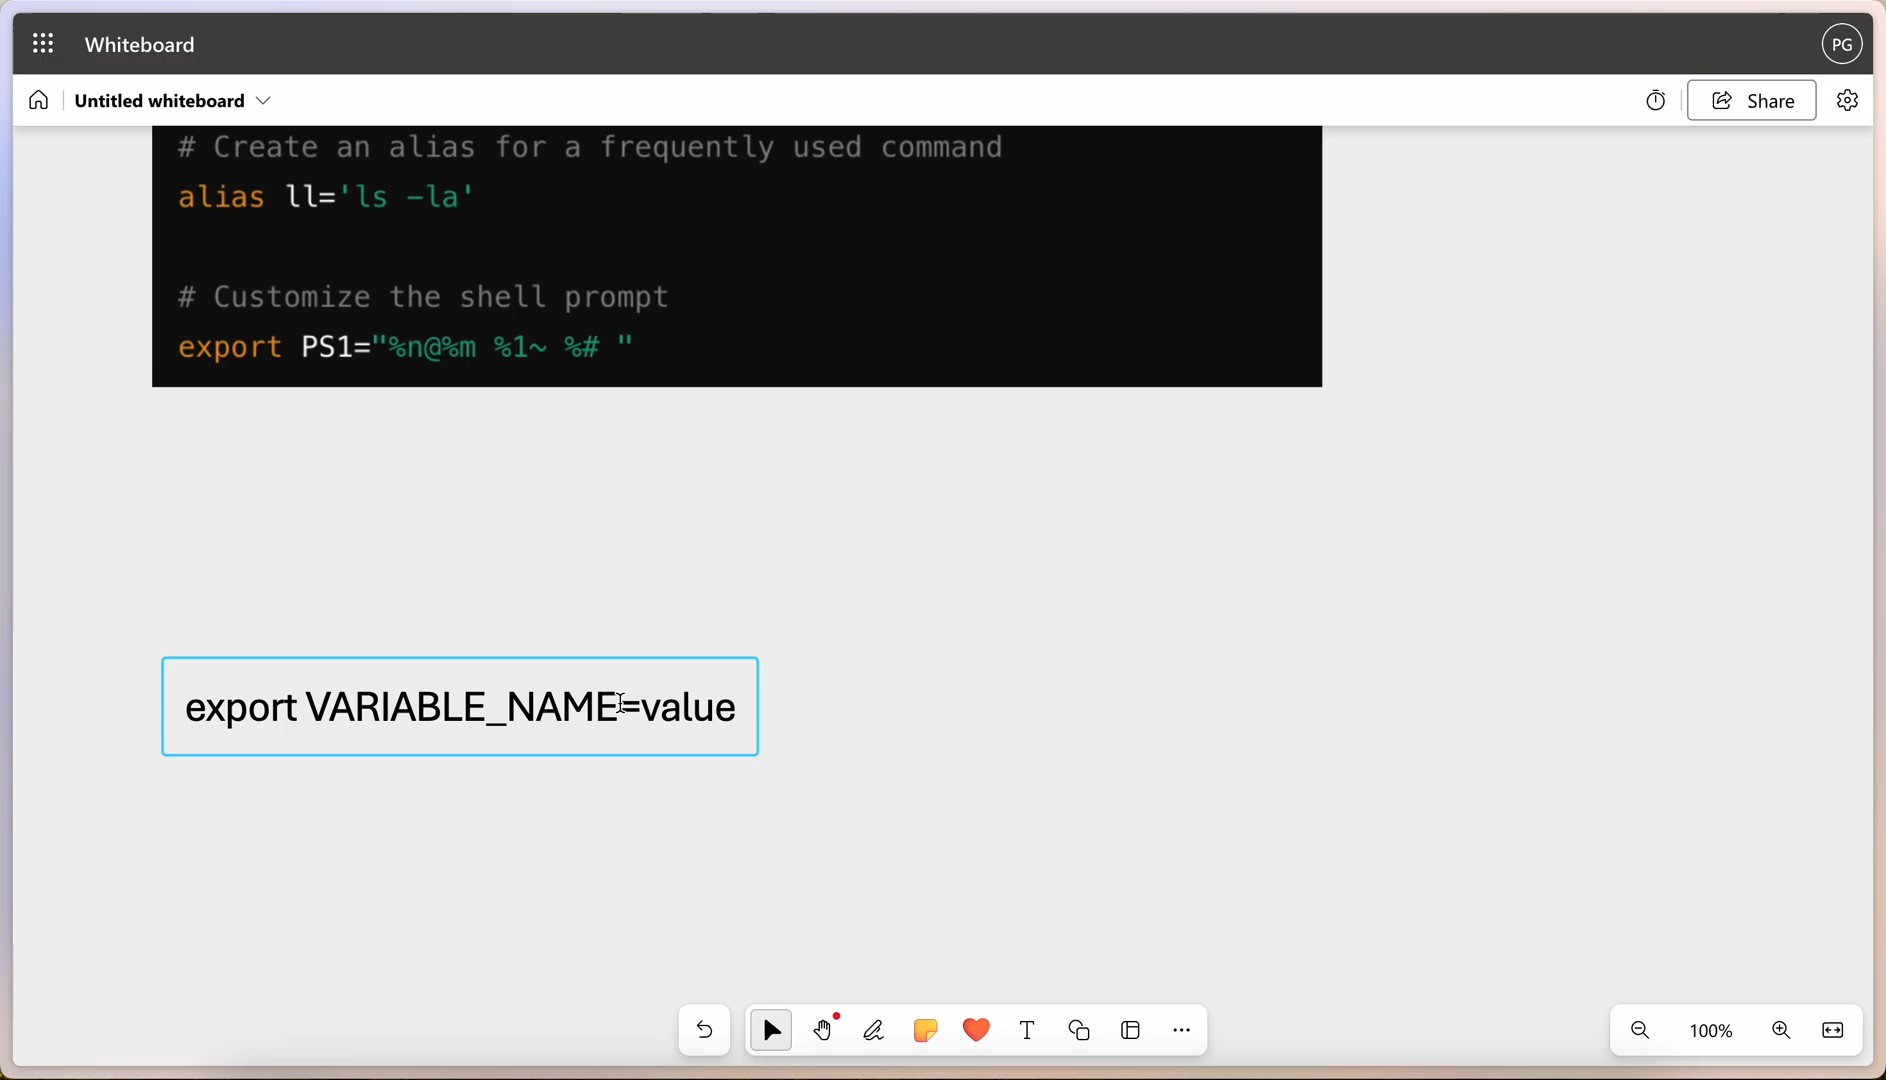 Whiteboard
PG
Untitled whiteboard
Share
# Create an alias for a frequently used command
alias ll='ls -la'
# Customize the shell prompt
export PS1="%n@%m %1~ %# "
export VARIABLE_NAME=value
100%